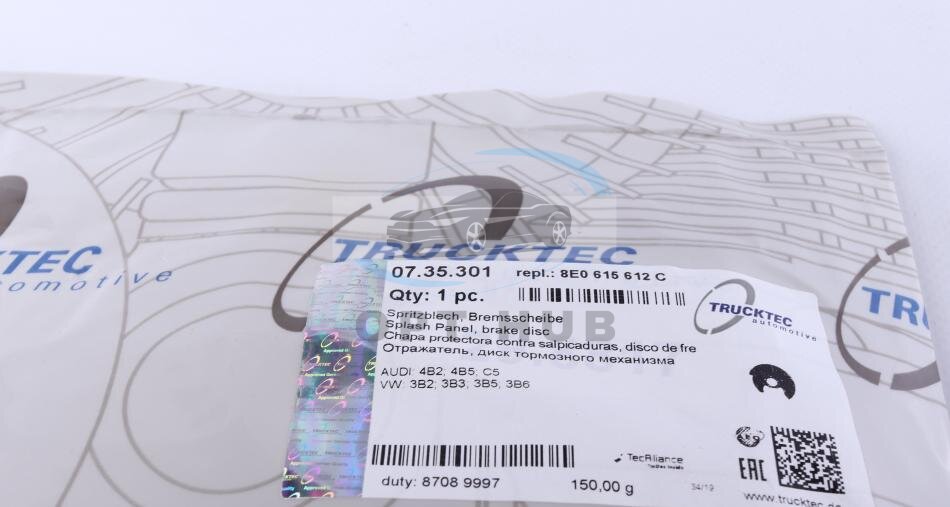 TRUCKTEC
TEC
automotive
07.35.301 repl.: 8E0 615 612 C
Qty: 1 pc.
TRUCKTEC
automotive
Spritzblech, Bremsscheibe
Splash Panel, brake disc
Chapa protectora contra salpicaduras, disco de fre
Отражатель, диск тормозного механизма
AUDI: 4B2; 4B5; C5
VW: 3B2; 3B3; 3B5; 3B6
TecAlliance
EAC
duty: 8708 9997 150,00 g 34/19
www.trucktec.de